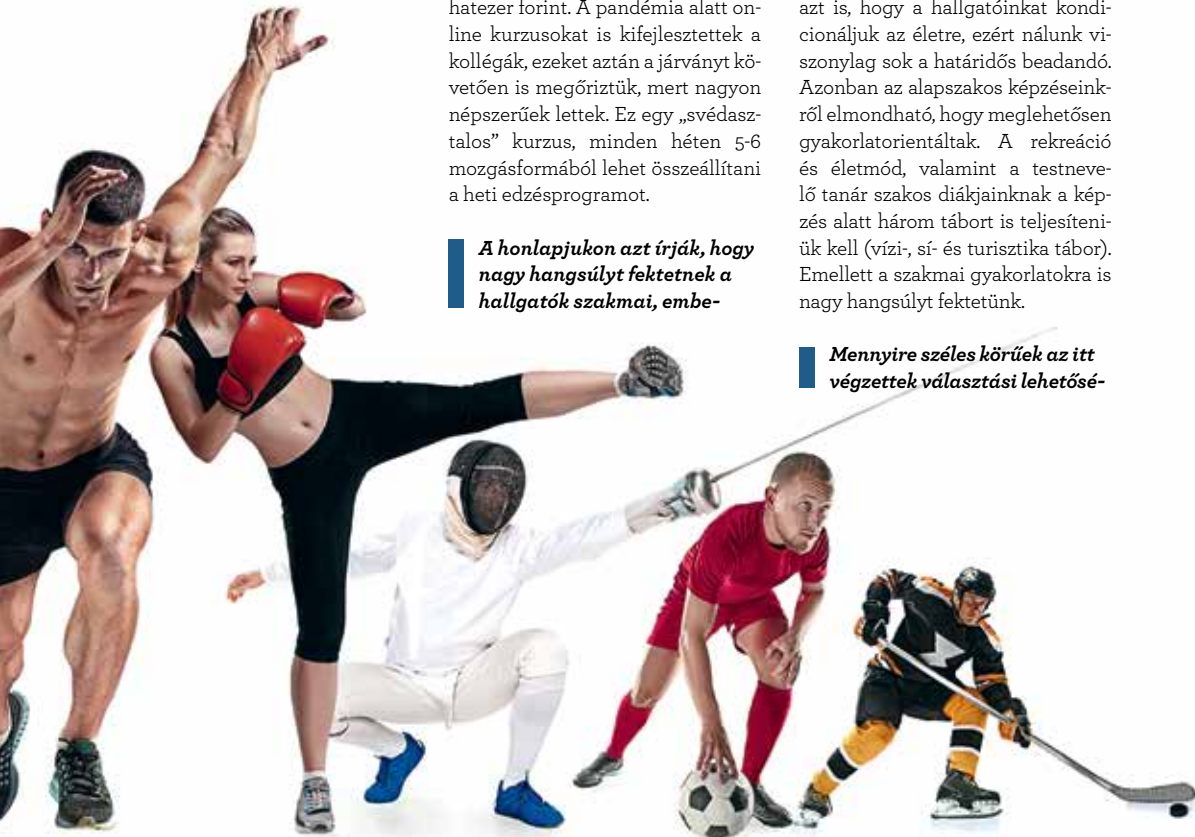 hatezer forint. A pandémia alatt on-
line kurzusokat is kifejlesztettek a
kollégák, ezeket aztán a járványt kö-
vetően is megőriztük, mert nagyon
népszerűek lettek. Ez egy „svédasz-
talos” kurzus, minden héten 5-6
mozgásformából lehet összeállítani
a heti edzésprogramot.
A honlapjukon azt írják, hogy
nagy hangsúlyt fektetnek a
hallgatók szakmai, embe-
azt is, hogy a hallgatóinkat kondi-
cionáljuk az életre, ezért nálunk vi-
szonylag sok a határidős beadandó.
Azonban az alapszakos képzéseink-
ről elmondható, hogy meglehetősen
gyakorlatorientáltak. A rekreáció
és életmód, valamint a testneve-
lő tanár szakos diákjainknak a kép-
zés alatt három tábort is teljesíteni-
ük kell (vízi-, sí- és turisztika tábor).
Emellett a szakmai gyakorlatokra is
nagy hangsúlyt fektetünk.
Mennyire széles körűek az itt
végzettek választási lehetősé-